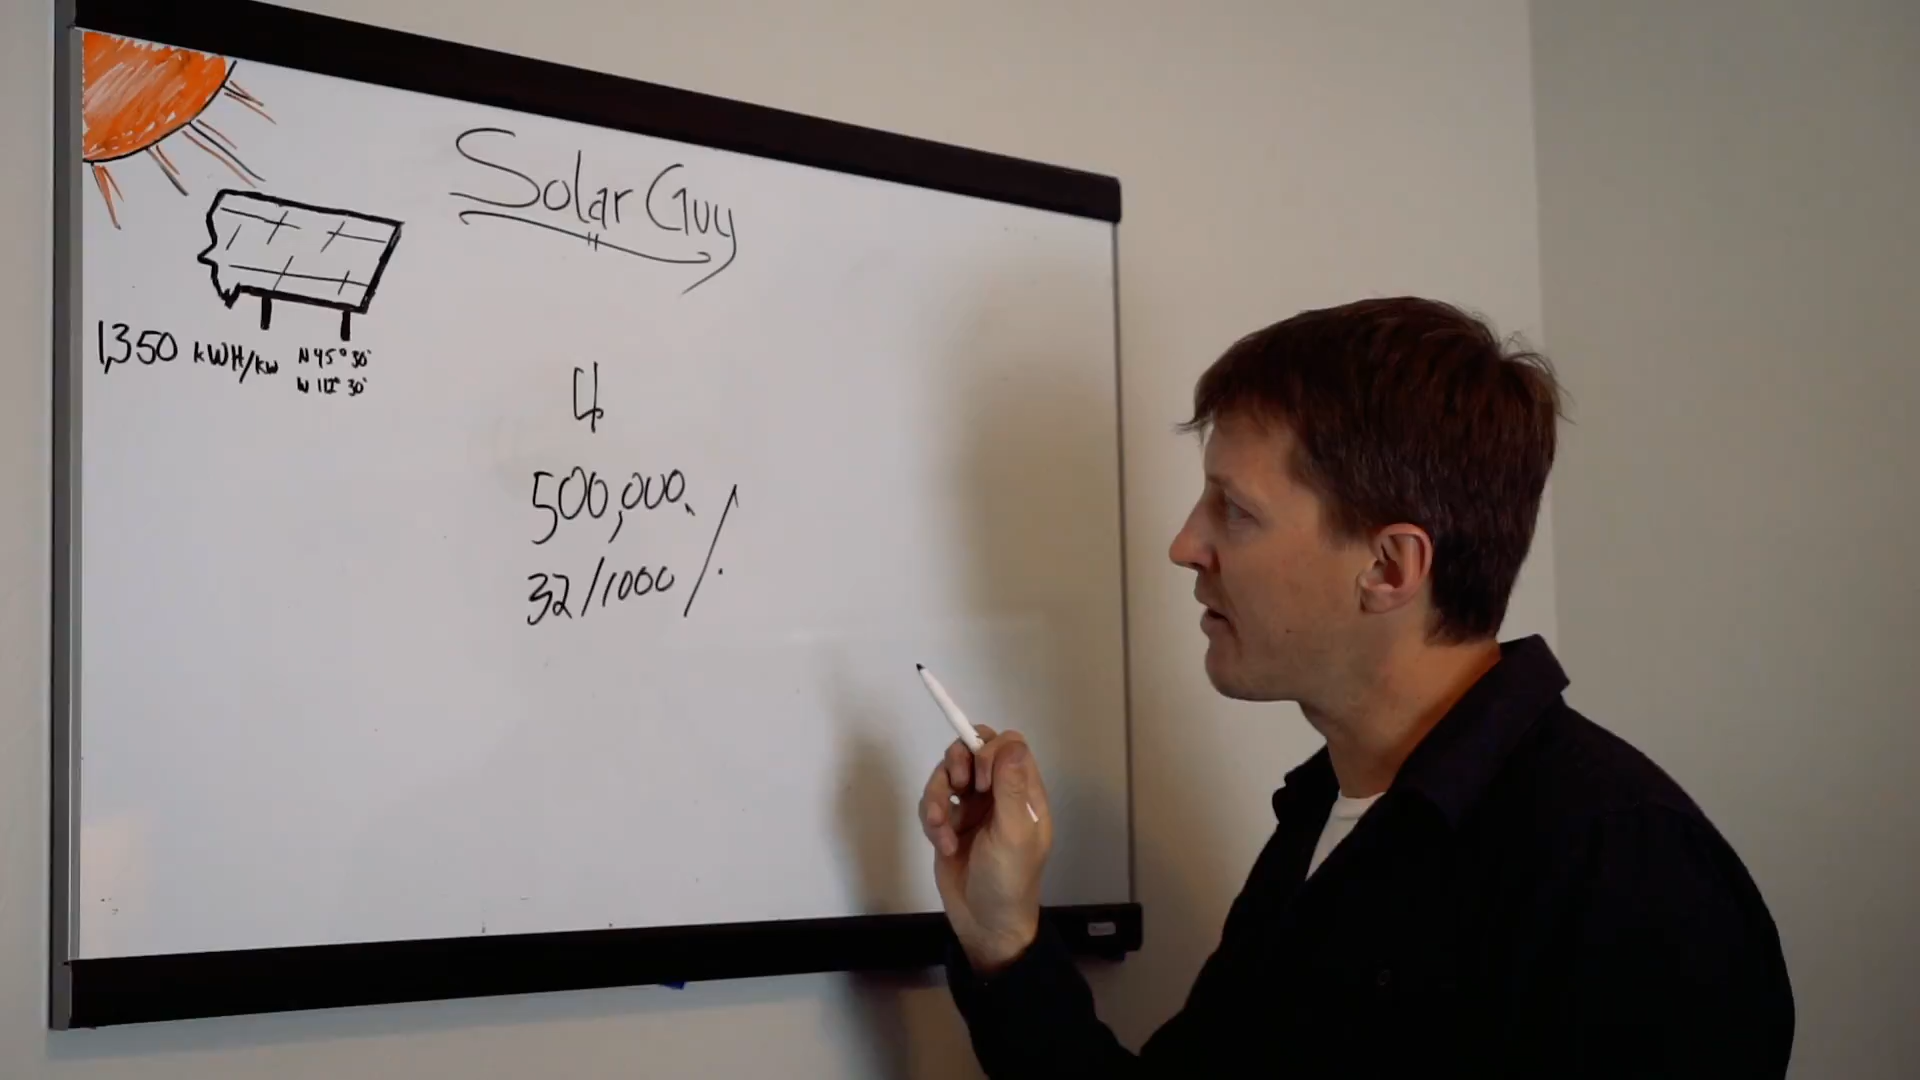 Solar Guy
1,350 kWH/kW
N 45° 30'
W 112° 30'
4
500,000.
32/1000 /.